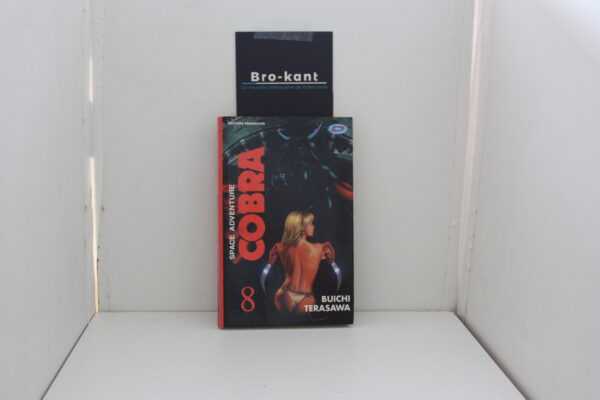 Bro-kant
SPACE ADVENTURE
COBRA
8
BUICHI
TERASAWA